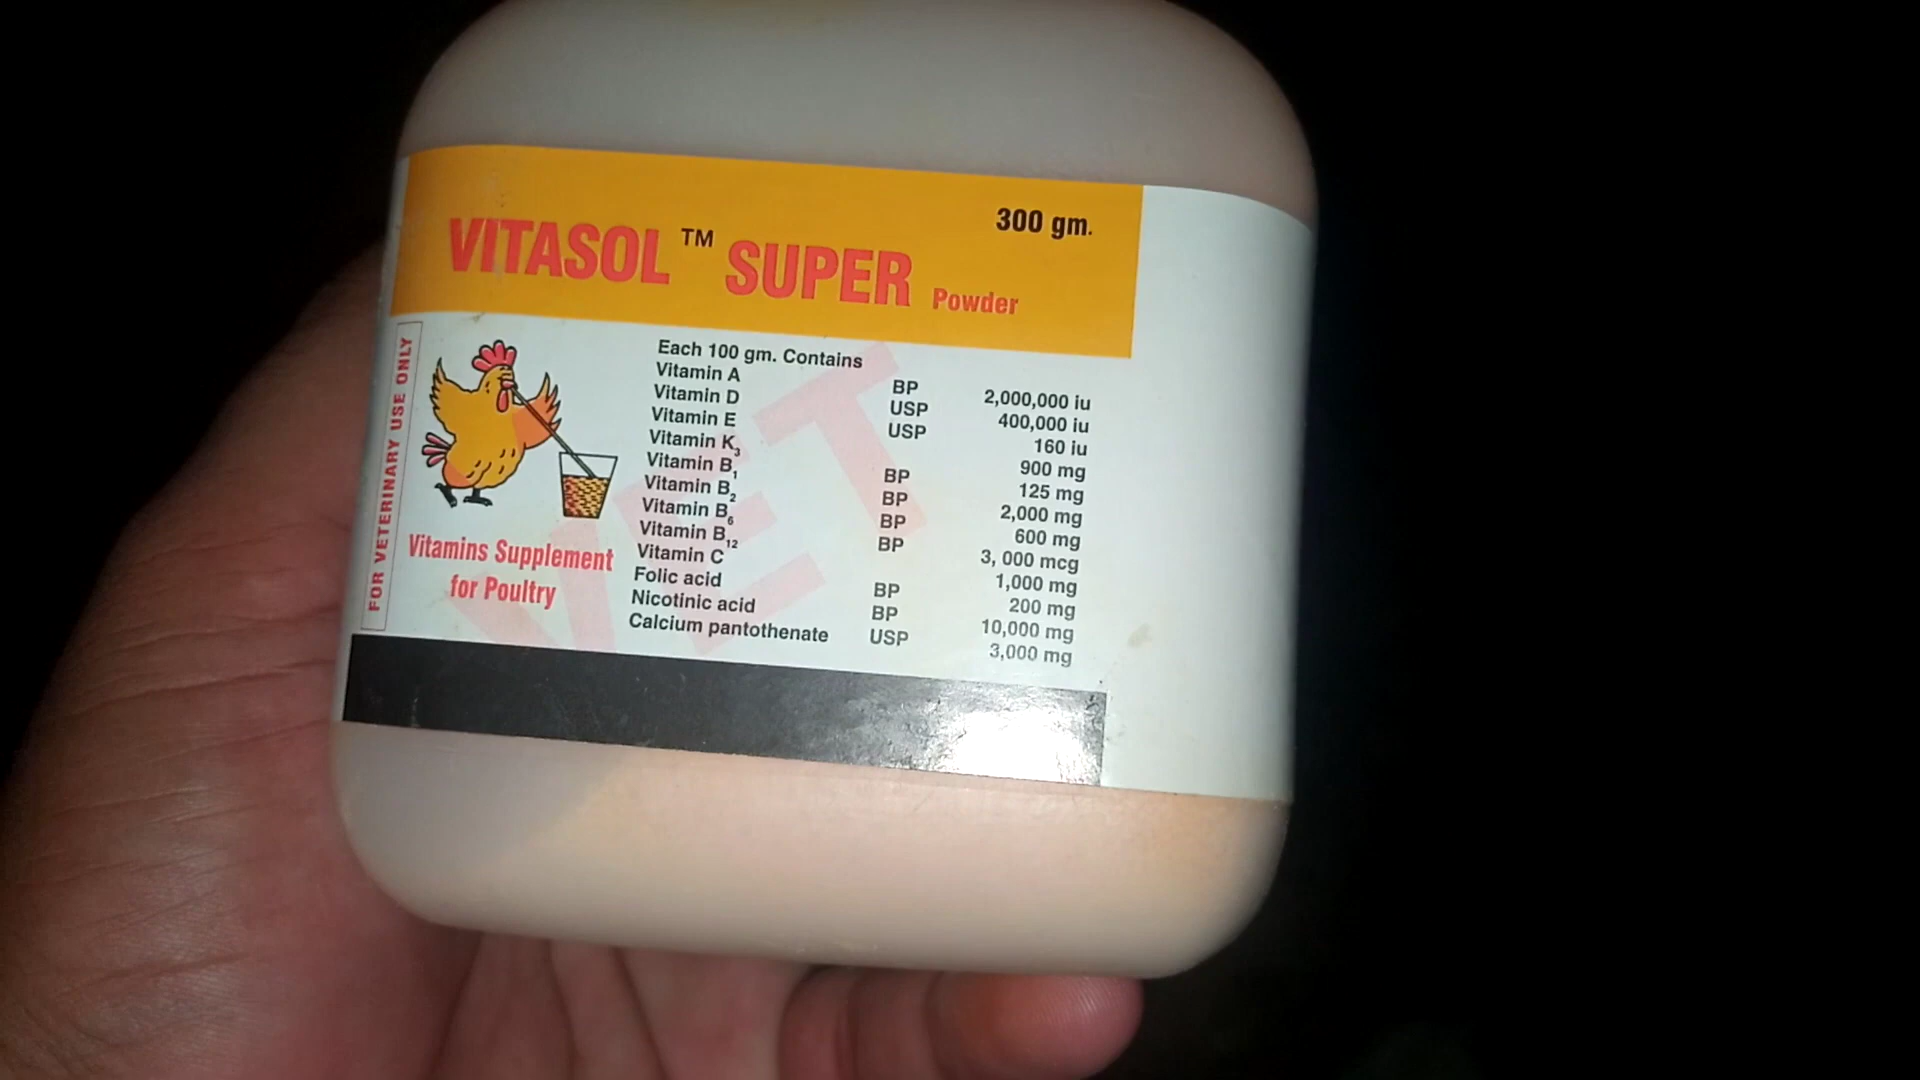 300 gm.
VITASOL ™ SUPER Powder
FOR VETERINARY USE ONLY
Vitamins Supplement
for Poultry
Each 100 gm. Contains
Vitamin A BP 2,000,000 iu
Vitamin D USP 400,000 iu
Vitamin E USP 160 iu
Vitamin K3 900 mg
Vitamin B1 BP 125 mg
Vitamin B2 BP 2,000 mg
Vitamin B6 BP 600 mg
Vitamin B12 BP 3, 000 mcg
Vitamin C 1,000 mg
Folic acid BP 200 mg
Nicotinic acid BP 10,000 mg
Calcium pantothenate USP 3,000 mg
VET